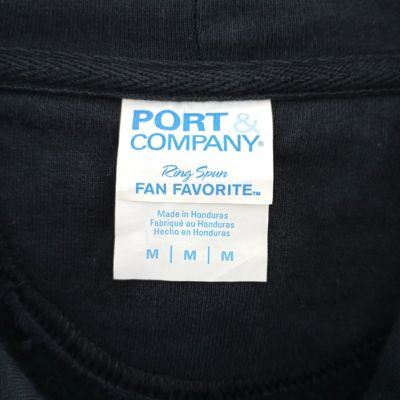 PORT &
COMPANY®
Ring Spun
FAN FAVORITE™
Made in Honduras
Fabriqué au Honduras
Hecho en Honduras
M | M | M